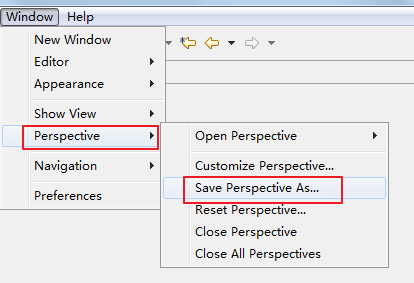 Window Help
New Window
Editor
Appearance
Show View
Perspective
Navigation
Preferences
Open Perspective
Customize Perspective...
Save Perspective As...
Reset Perspective...
Close Perspective
Close All Perspectives